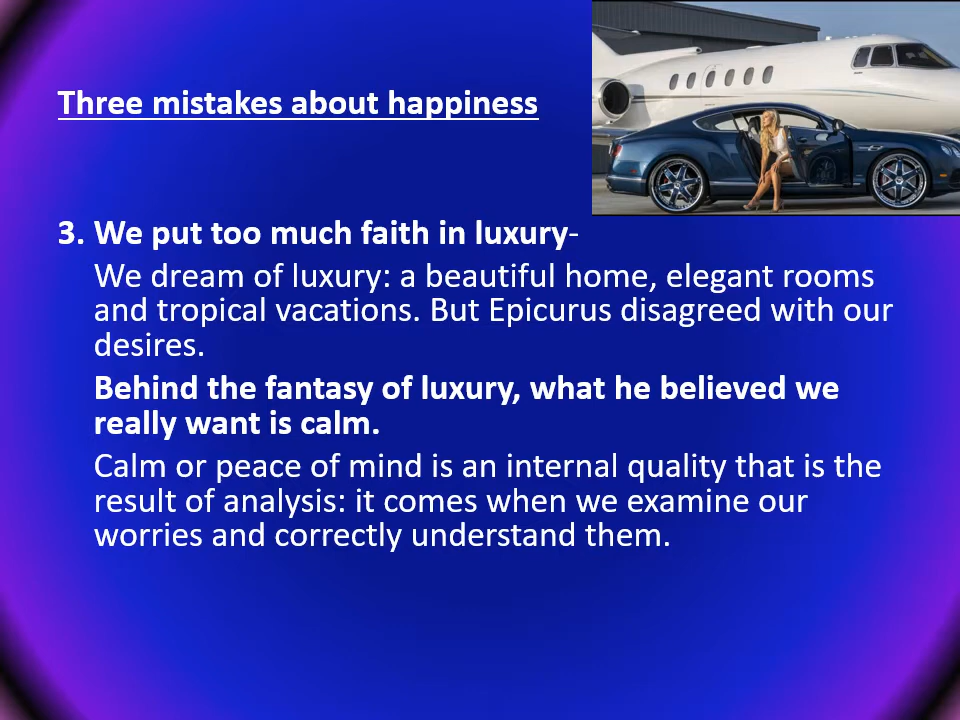 Three mistakes about happiness
3. We put too much faith in luxury-
We dream of luxury: a beautiful home, elegant rooms
and tropical vacations. But Epicurus disagreed with our
desires.
Behind the fantasy of luxury, what he believed we
really want is calm.
Calm or peace of mind is an internal quality that is the
result of analysis: it comes when we examine our
worries and correctly understand them.